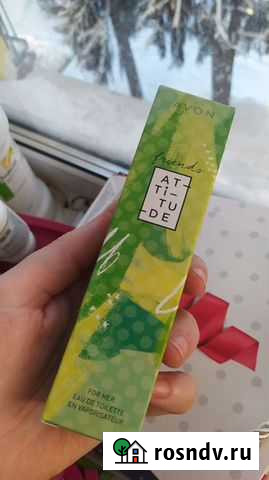 AVON
friends
AT–
–TI–
TU–
–DE
FOR HER
EAU DE TOILETTE
EN VAPORISATEUR
rosndv.ru